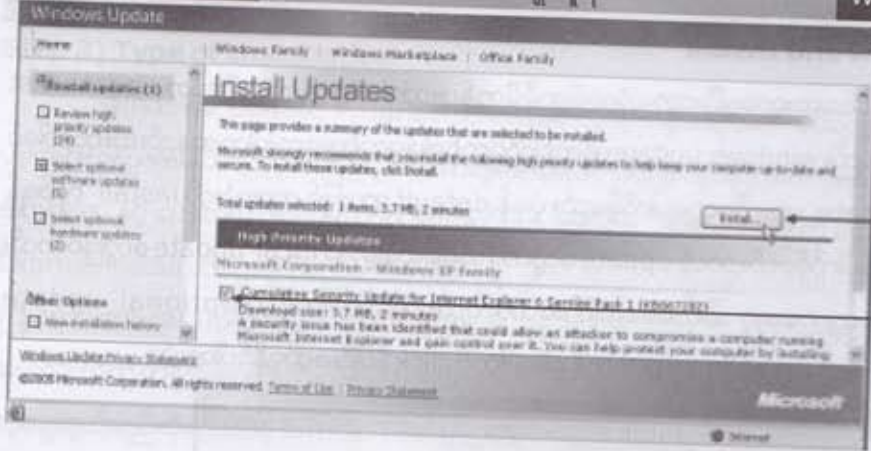 Windows Update
Home
Windows Family | Windows Marketplace | Office Family
Install updates (1)
Review high
priority updates
(24)
Select optional
software updates
(5)
Select optional
hardware updates
(2)
Other Options
View installation history
Install Updates
This page provides a summary of the updates that are selected to be installed.
Microsoft strongly recommends that you install the following high priority updates to help keep your computer up-to-date and
secure. To install these updates, click Install.
Total updates selected: 1 items, 3.7 MB, 2 minutes
Install
High Priority Updates
Microsoft Corporation - Windows XP family
Cumulative Security Update for Internet Explorer 6 Service Pack 1
Download size: 3.7 MB, 2 minutes
A security issue has been identified that could allow an attacker to compromise a computer running
Microsoft Internet Explorer and gain control over it. You can help protect your computer by installing
Windows Update Privacy Statement
©2005 Microsoft Corporation. All rights reserved. Terms of Use | Privacy Statement
Microsoft
Internet